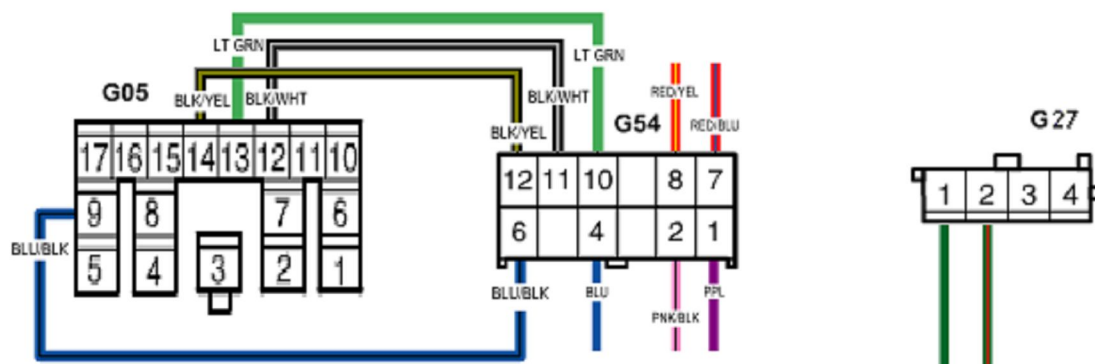 LT GRN
LT GRN
G05
BLK/YEL
BLK/WHT
BLK/WHT
RED/YEL
G54
RED/BLU
G27
BLK/YEL
17 16 15 14 13 12 11 10
12 11 10 8 7
1 2 3 4
9 8 7 6
6 4 2 1
BLU/BLK
5 4 3 2 1
BLU/BLK
BLU
PNK/BLK
PPL